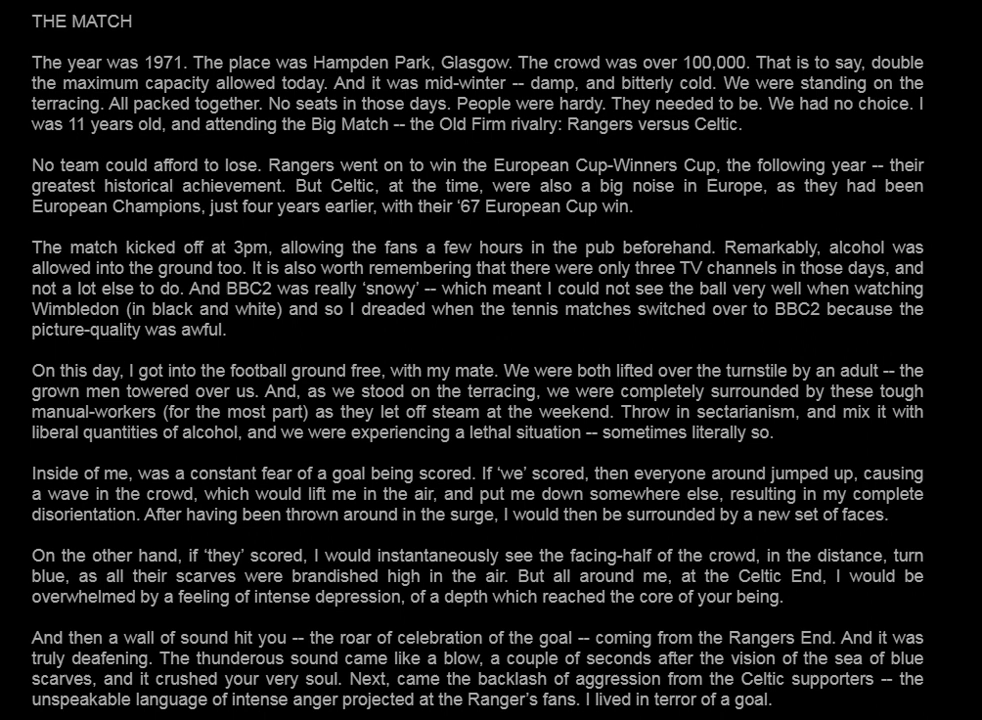 THE MATCH
The year was 1971. The place was Hampden Park, Glasgow. The crowd was over 100,000. That is to say, double
the maximum capacity allowed today. And it was mid-winter -- damp, and bitterly cold. We were standing on the
terracing. All packed together. No seats in those days. People were hardy. They needed to be. We had no choice. I
was 11 years old, and attending the Big Match -- the Old Firm rivalry: Rangers versus Celtic.
No team could afford to lose. Rangers went on to win the European Cup-Winners Cup, the following year -- their
greatest historical achievement. But Celtic, at the time, were also a big noise in Europe, as they had been
European Champions, just four years earlier, with their ‘67 European Cup win.
The match kicked off at 3pm, allowing the fans a few hours in the pub beforehand. Remarkably, alcohol was
allowed into the ground too. It is also worth remembering that there were only three TV channels in those days, and
not a lot else to do. And BBC2 was really ‘snowy’ -- which meant I could not see the ball very well when watching
Wimbledon (in black and white) and so I dreaded when the tennis matches switched over to BBC2 because the
picture-quality was awful.
On this day, I got into the football ground free, with my mate. We were both lifted over the turnstile by an adult -- the
grown men towered over us. And, as we stood on the terracing, we were completely surrounded by these tough
manual-workers (for the most part) as they let off steam at the weekend. Throw in sectarianism, and mix it with
liberal quantities of alcohol, and we were experiencing a lethal situation -- sometimes literally so.
Inside of me, was a constant fear of a goal being scored. If ‘we’ scored, then everyone around jumped up, causing
a wave in the crowd, which would lift me in the air, and put me down somewhere else, resulting in my complete
disorientation. After having been thrown around in the surge, I would then be surrounded by a new set of faces.
On the other hand, if ‘they’ scored, I would instantaneously see the facing-half of the crowd, in the distance, turn
blue, as all their scarves were brandished high in the air. But all around me, at the Celtic End, I would be
overwhelmed by a feeling of intense depression, of a depth which reached the core of your being.
And then a wall of sound hit you -- the roar of celebration of the goal -- coming from the Rangers End. And it was
truly deafening. The thunderous sound came like a blow, a couple of seconds after the vision of the sea of blue
scarves, and it crushed your very soul. Next, came the backlash of aggression from the Celtic supporters -- the
unspeakable language of intense anger projected at the Ranger’s fans. I lived in terror of a goal.